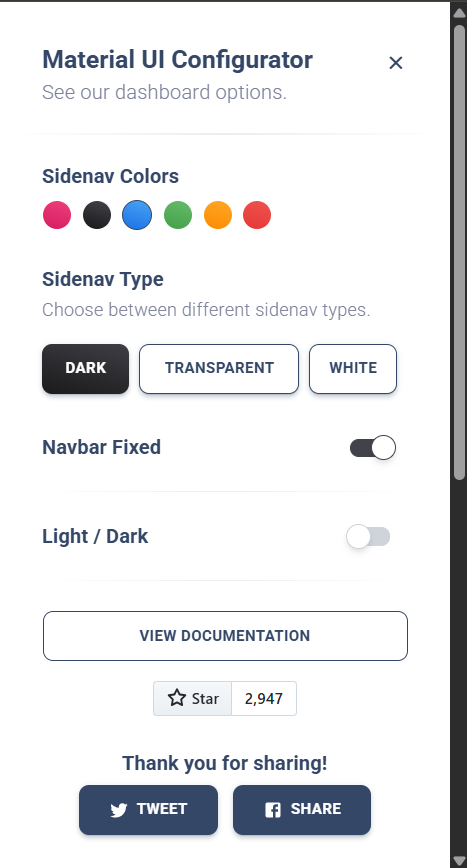 Material UI Configurator
See our dashboard options.
Sidenav Colors
Sidenav Type
Choose between different sidenav types.
DARK TRANSPARENT WHITE
Navbar Fixed
Light / Dark
VIEW DOCUMENTATION
Star 2,947
Thank you for sharing!
TWEET SHARE